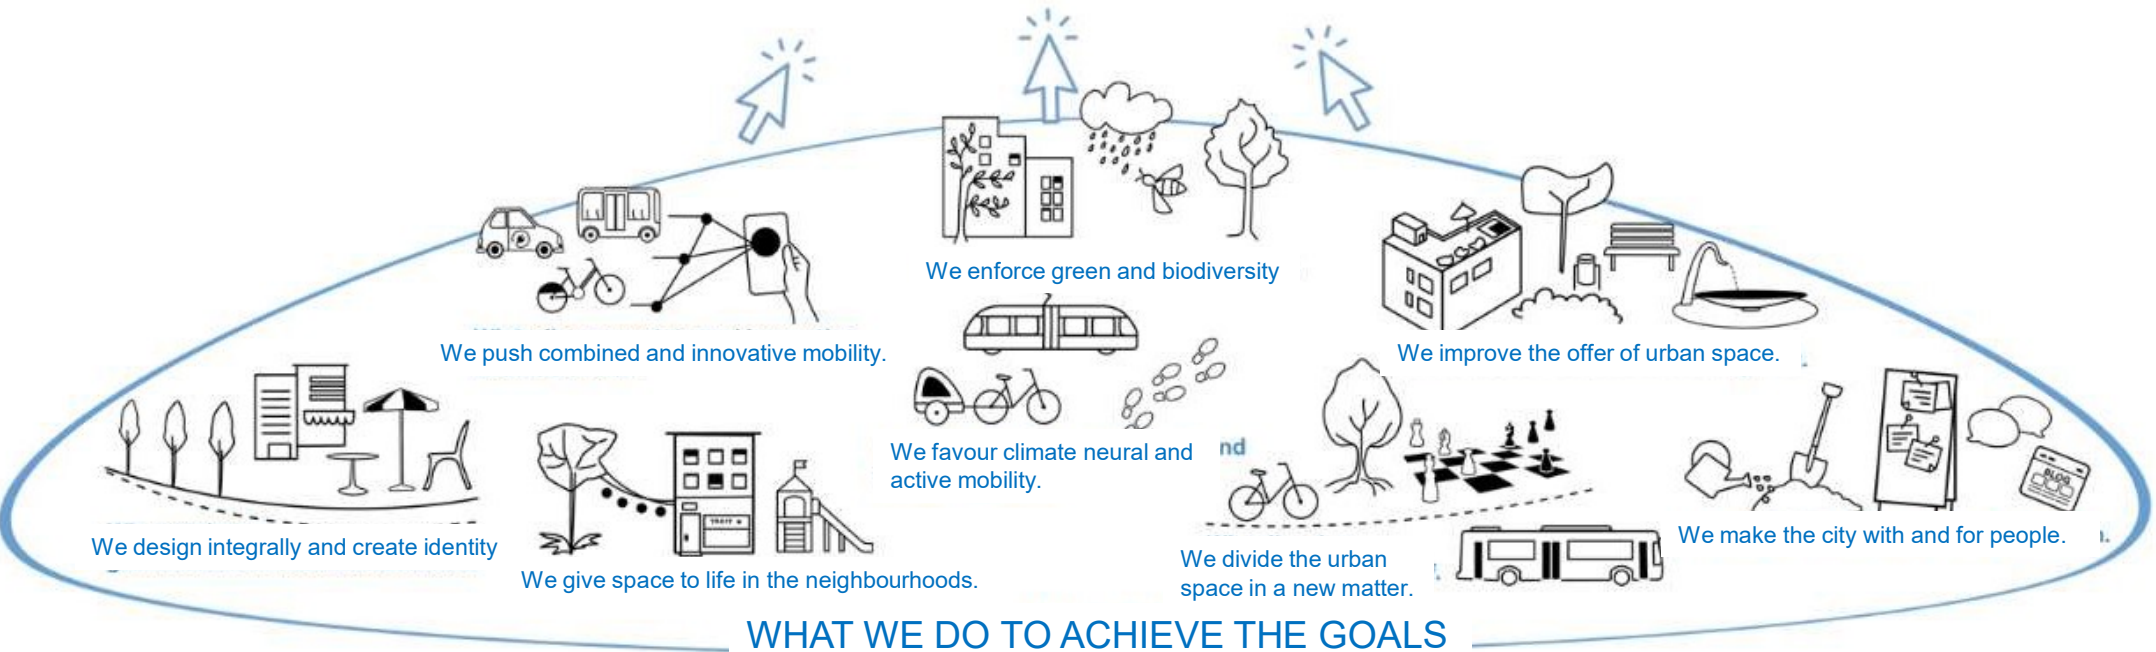 We enforce green and biodiversity
We push combined and innovative mobility.
We improve the offer of urban space.
We favour climate neural and
active mobility.
nd
BLOG
We design integrally and create identity
We give space to life in the neighbourhoods.
We divide the urban
space in a new matter.
We make the city with and for people.
WHAT WE DO TO ACHIEVE THE GOALS